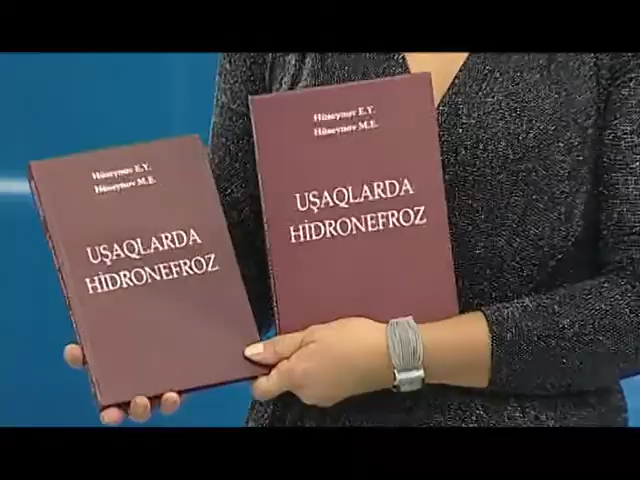 Hüseynov E.Y.
Hüseynov M.E.
UŞAQLARDA
HİDRONEFROZ
Hüseynov E.Y.
Hüseynov M.E.
UŞAQLARDA
HİDRONEFROZ